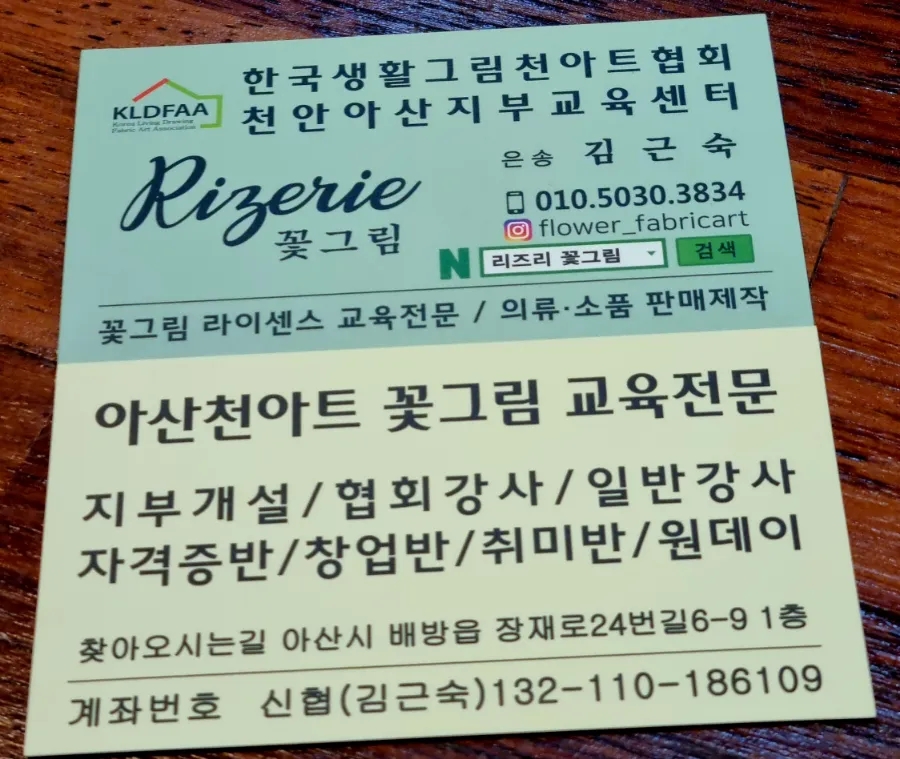 한국생활그림천아트협회
천안아산지부교육센터
KLDFAA
Korea Living Drawing
Fabric Art Association
은송 김근숙
Rizerie
꽃그림
010.5030.3834
flower_fabricart
N 리즈리 꽃그림 검색
꽃그림 라이센스 교육전문 / 의류·소품 판매제작
아산천아트 꽃그림 교육전문
지부개설/협회강사/일반강사
자격증반/창업반/취미반/원데이
찾아오시는길 아산시 배방읍 장재로24번길6-9 1층
계좌번호 신협(김근숙)132-110-186109